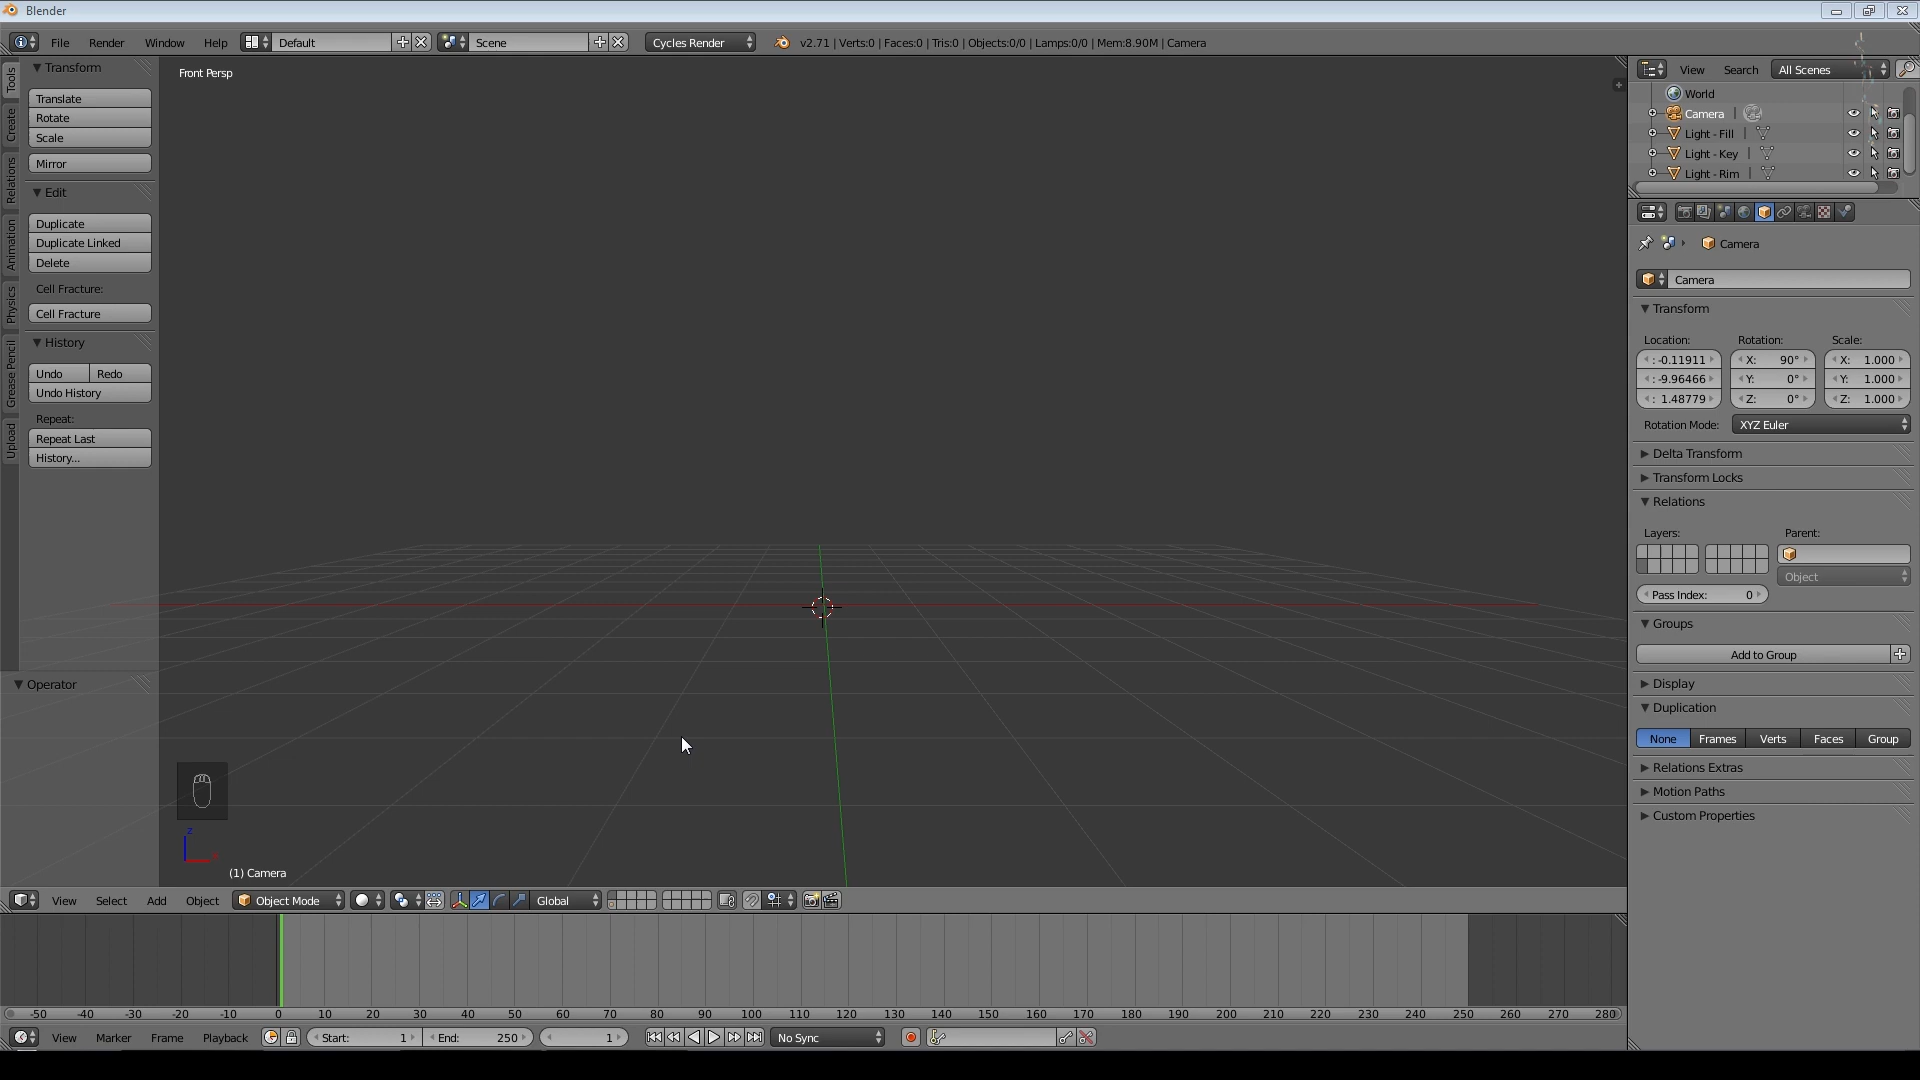 Blender
File Render Window Help Default Scene Cycles Render v2.71 | Verts:0 | Faces:0 | Tris:0 | Objects:0/0 | Lamps:0/0 | Mem:8.90M | Camera
Tools
Create
Relations
Animation
Physics
Grease Pencil
Upload
Transform
Translate
Rotate
Scale
Mirror
Edit
Duplicate
Duplicate Linked
Delete
Cell Fracture:
Cell Fracture
History
Undo Redo
Undo History
Repeat:
Repeat Last
History...
Operator
Front Persp
z
(1) Camera
View Select Add Object Object Mode Global
-50 -40 -30 -20 -10 0 10 20 30 40 50 60 70 80 90 100 110 120 130 140 150 160 170 180 190 200 210 220 230 240 250 260 270 280
View Marker Frame Playback Start: 1 End: 250 1 No Sync
View Search All Scenes
World
Camera |
Light - Fill |
Light - Key |
Light - Rim |
Camera
Camera
Transform
Location: Rotation: Scale:
: -0.11911 X: 90° X: 1.000
: -9.96466 Y: 0° Y: 1.000
: 1.48779 Z: 0° Z: 1.000
Rotation Mode: XYZ Euler
Delta Transform
Transform Locks
Relations
Layers: Parent:
Object
Pass Index: 0
Groups
Add to Group
Display
Duplication
None Frames Verts Faces Group
Relations Extras
Motion Paths
Custom Properties